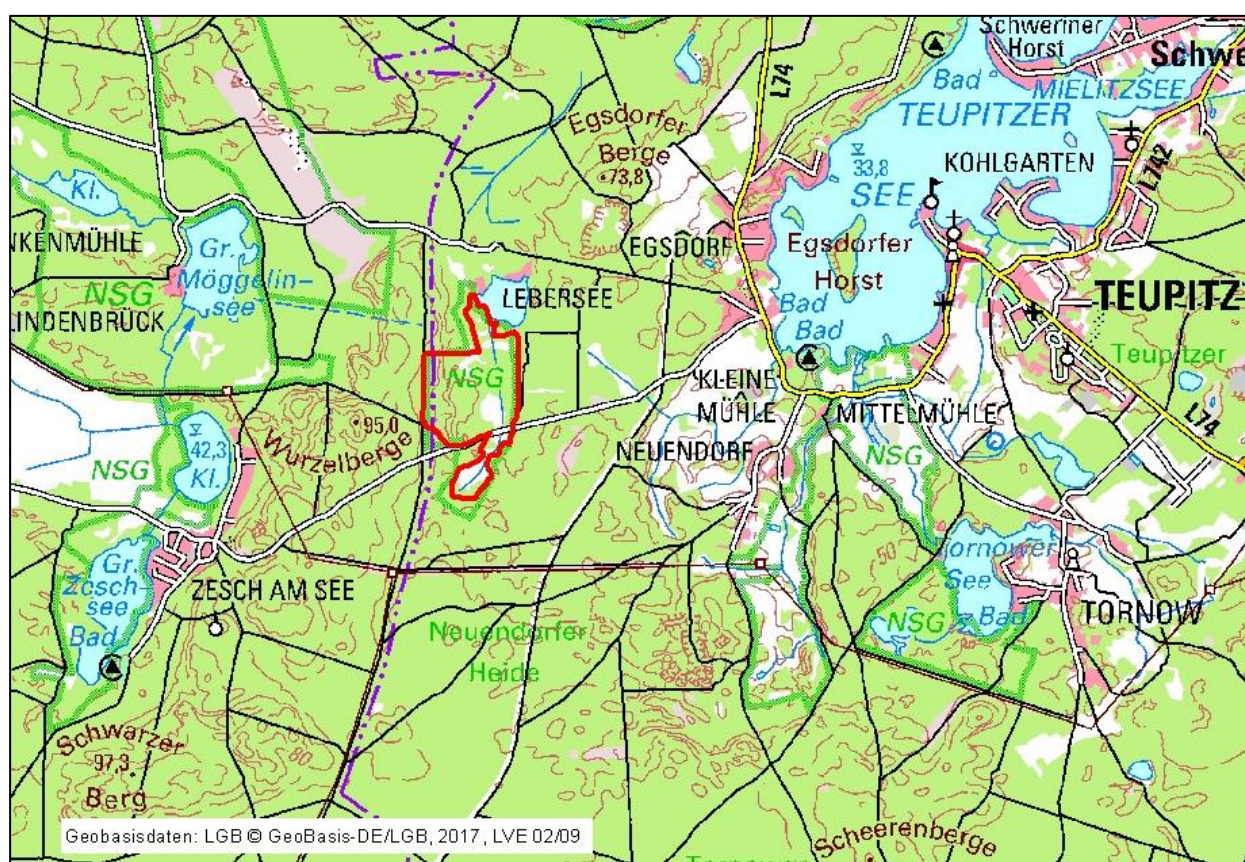 Schweriner
Horst
Schwe
Bad
MIELITZSEE
TEUPITZER
L74
Egsdorfer
Berge
73,8
33,8
SEE
KOHLGARTEN
L742
Kl.
NKENMÜHLE
Gr.
Möggelin-
see
NSG
LINDENBRÜCK
EGSDORF
Egsdorfer
Horst
LEBERSEE
TEUPITZ
Bad
Bad
Teupitzer
NSG
KLEINE
MÜHLE
MITTELMÜHLE
L74
95,0
Wurzelberge
NEUENDORF
NSG
42,3
Kl.
NSG
50
Gr.
Zesch-
see
Bad
ZESCH AM SEE
Tornower
See
NSG
Bad
TORNOW
Neuendorfer
Heide
Schwarzer
97,3
Berg
Scheerenberge
Geobasisdaten: LGB © GeoBasis-DE/LGB, 2017, LVE 02/09